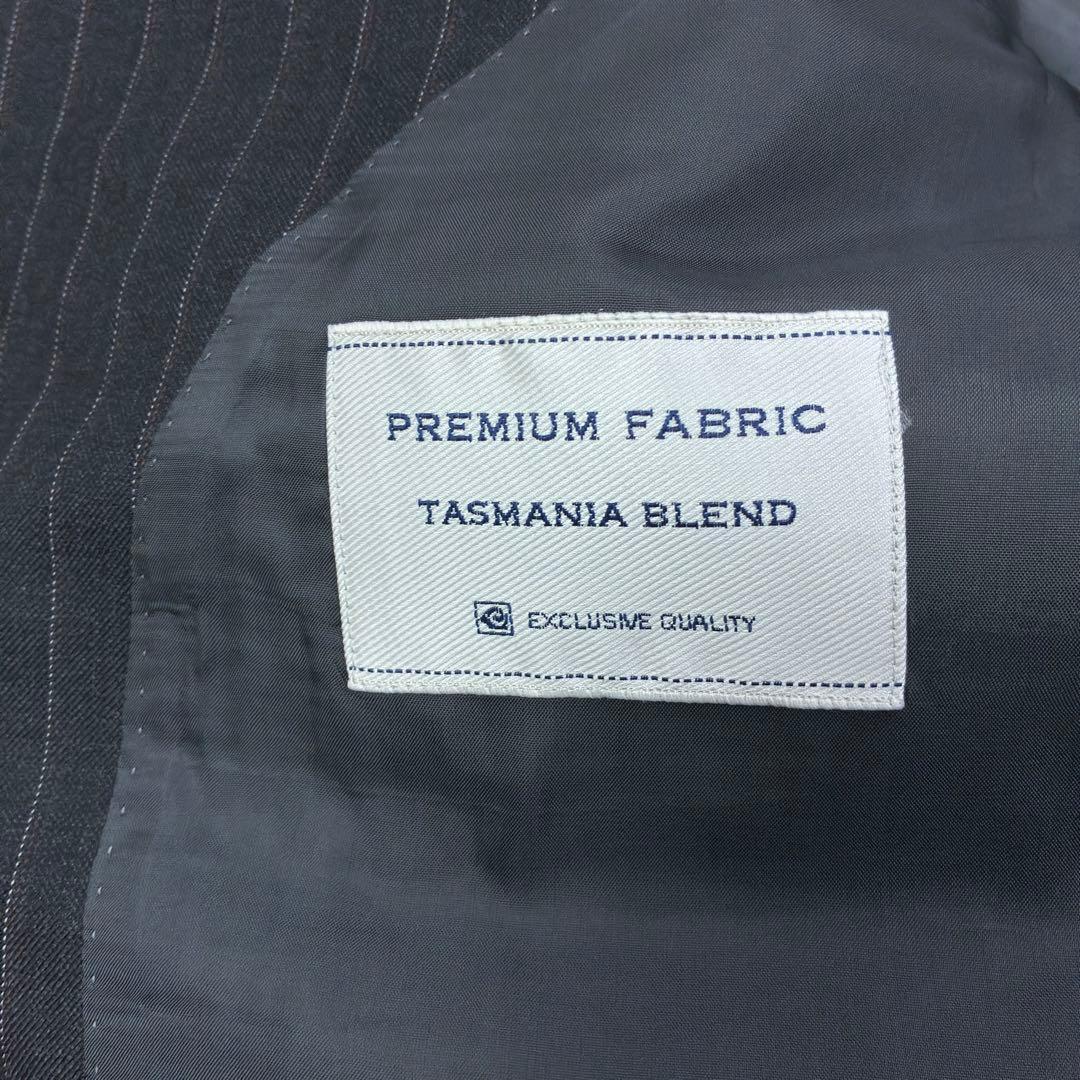 PREMIUM FABRIC
TASMANIA BLEND
EXCLUSIVE QUALITY